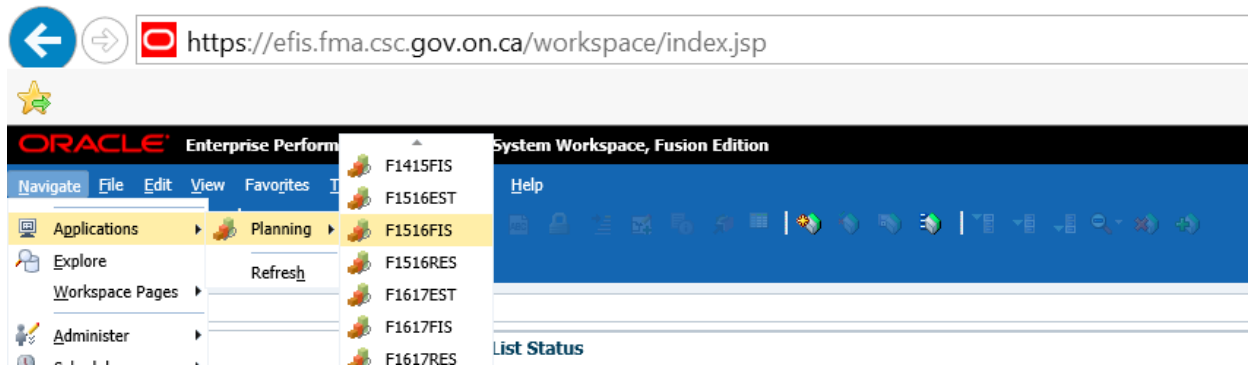 https://efis.fma.csc.gov.on.ca/workspace/index.jsp
ORACLE Enterprise Perform System Workspace, Fusion Edition
Navigate File Edit View Favorites T Help
Applications
Explore
Workspace Pages
Administer
Planning
Refresh
F1415FIS
F1516EST
F1516FIS
F1516RES
F1617EST
F1617FIS
F1617RES
List Status